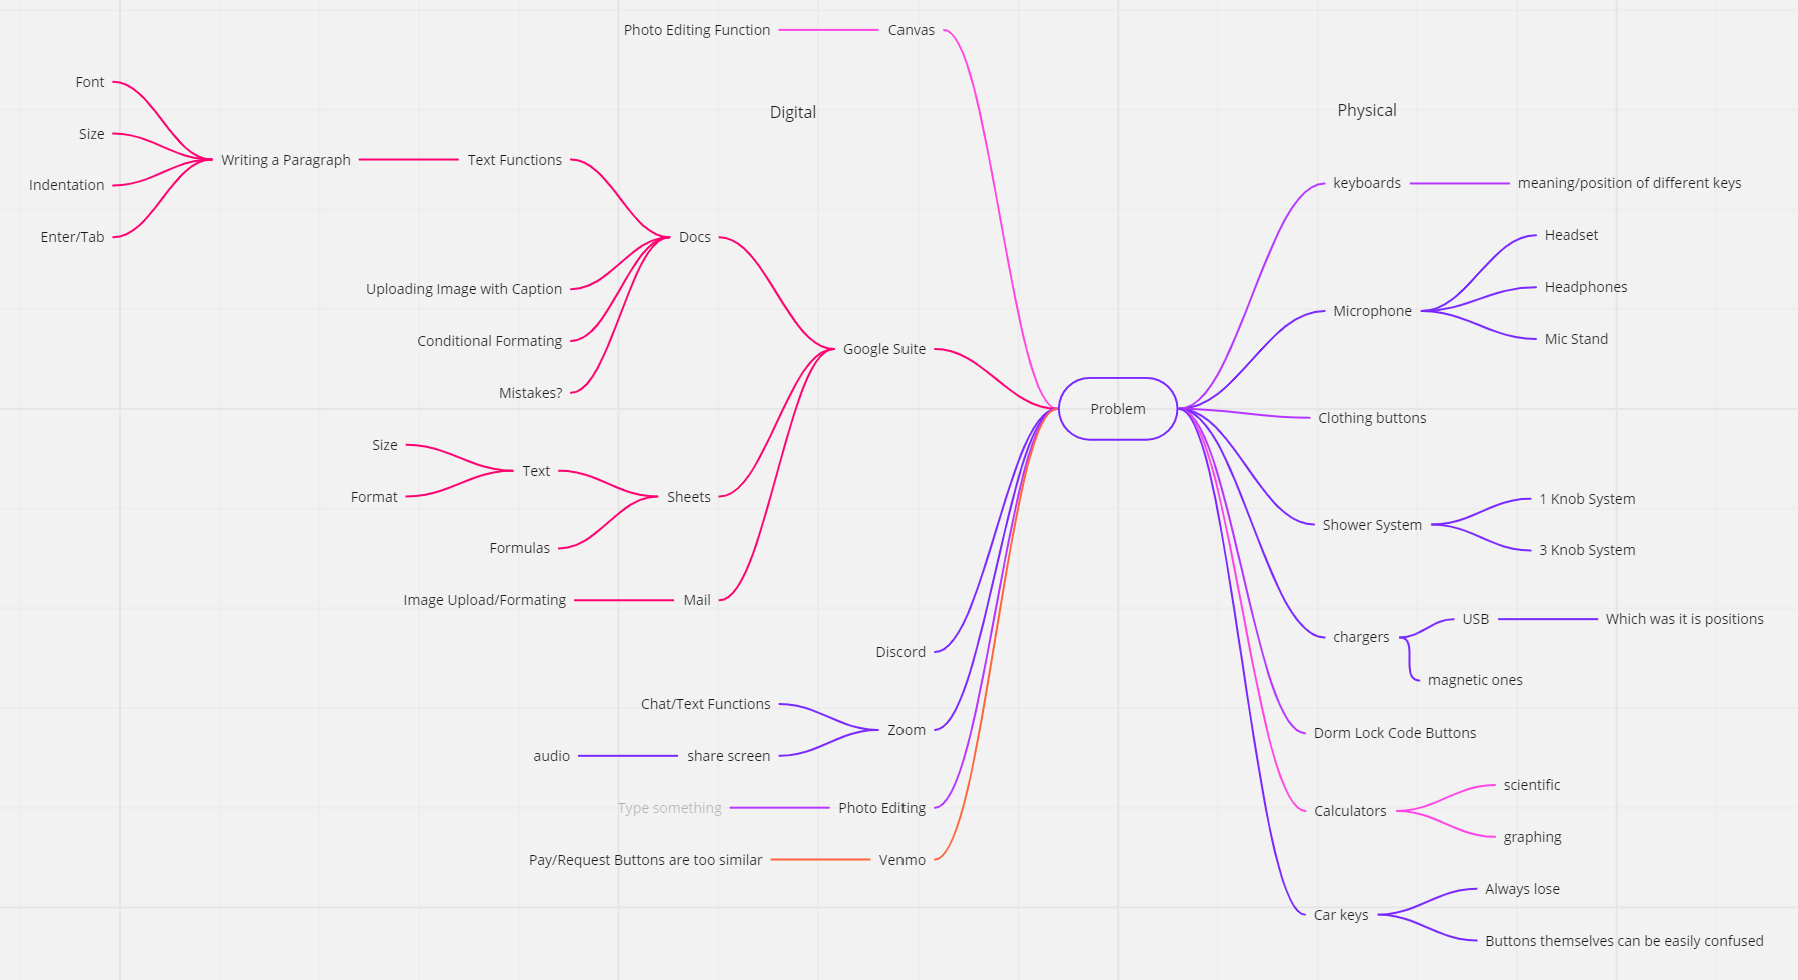 Photo Editing Function
Canvas
Digital
Physical
Font
Size
Indentation
Enter/Tab
Writing a Paragraph
Text Functions
Docs
Uploading Image with Caption
Conditional Formating
Mistakes?
Google Suite
Size
Format
Text
Sheets
Formulas
Image Upload/Formating
Mail
Discord
Chat/Text Functions
Zoom
audio
share screen
Type something
Photo Editing
Pay/Request Buttons are too similar
Venmo
Problem
keyboards
meaning/position of different keys
Microphone
Headset
Headphones
Mic Stand
Clothing buttons
Shower System
1 Knob System
3 Knob System
chargers
USB
Which was it is positions
magnetic ones
Dorm Lock Code Buttons
Calculators
scientific
graphing
Car keys
Always lose
Buttons themselves can be easily confused